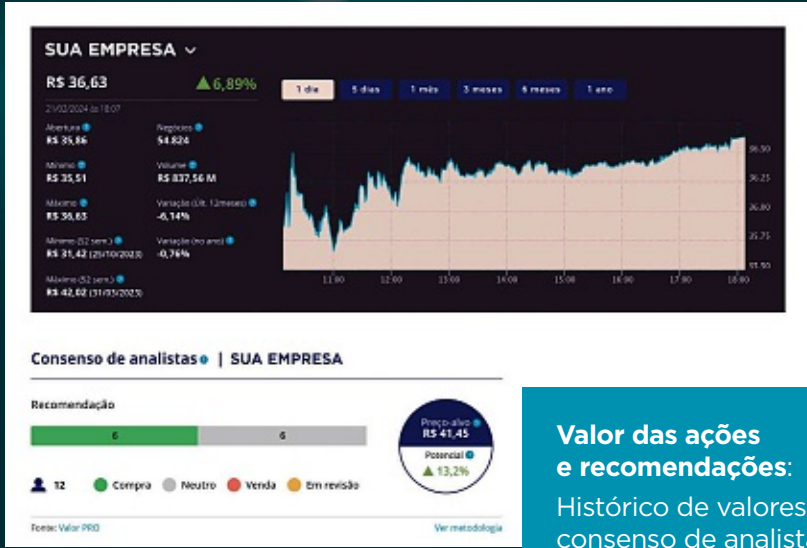 SUA EMPRESA
R$ 36,63 6,89%
21/02/2024 às 18:07
1 dia 5 dias 1 mês 3 meses 6 meses 1 ano
Abertura Negócios
R$ 35,86 54.824
Mínimo Volume
R$ 35,51 R$ 837,56 M
Máximo Variação (Últ. 12meses)
R$ 36,63 -6,14%
Mínimo (52 sem.) Variação (no ano)
R$ 31,42 (25/10/2023) -0,76%
Máximo (52 sem.)
R$ 42,02 (31/03/2023)
36.50
36.25
36.00
35.75
35.50
11:00 12:00 13:00 14:00 15:00 16:00 17:00 18:00
Consenso de analistas | SUA EMPRESA
Recomendação
6 6
12 Compra Neutro Venda Em revisão
Preço-alvo
R$ 41,45
Potencial
13,2%
Fonte: Valor PRO Ver metodologia
Valor das ações
e recomendações:
Histórico de valores